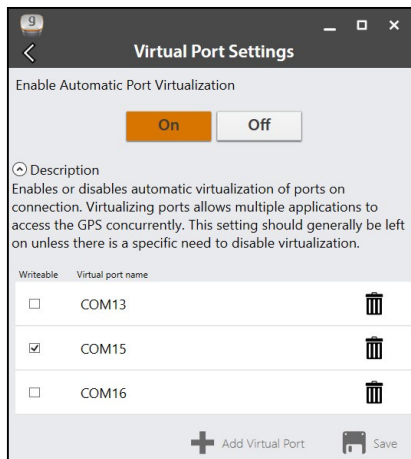 9
Virtual Port Settings
Enable Automatic Port Virtualization
On Off
Description
Enables or disables automatic virtualization of ports on
connection. Virtualizing ports allows multiple applications to
access the GPS concurrently. This setting should generally be left
on unless there is a specific need to disable virtualization.
Writeable Virtual port name
COM13
COM15
COM16
Add Virtual Port Save